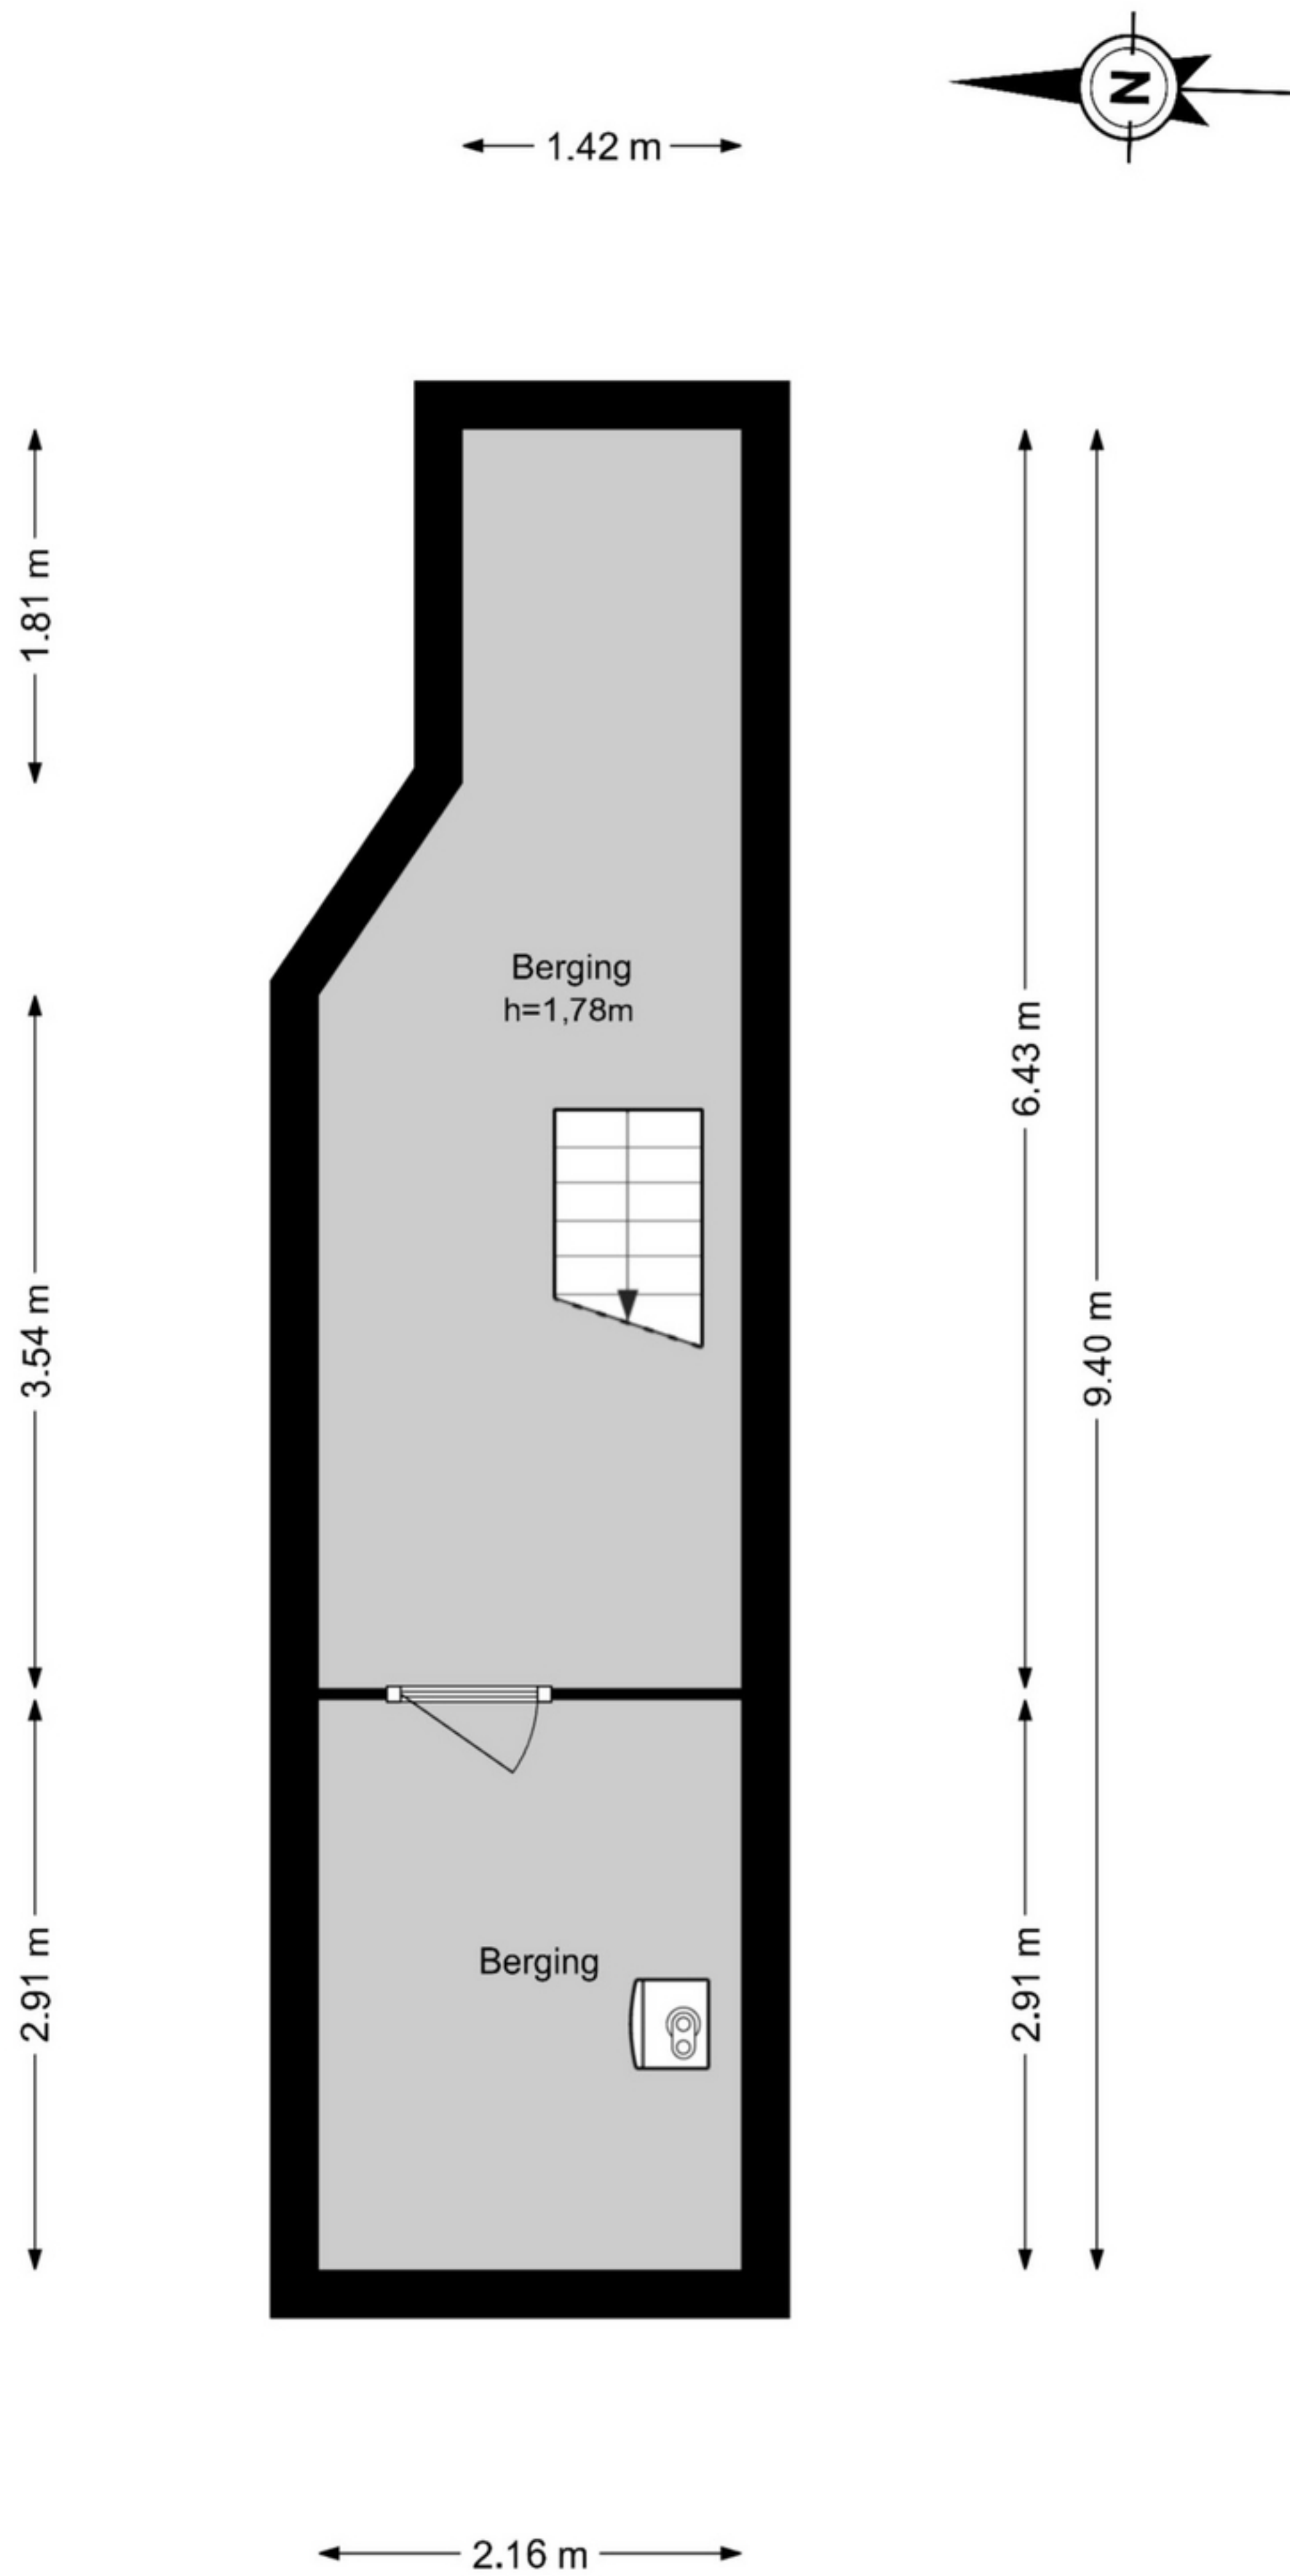 N
1.42 m
1.81 m
Berging
h=1,78m
6.43 m
3.54 m
9.40 m
Berging
2.91 m
2.91 m
2.16 m